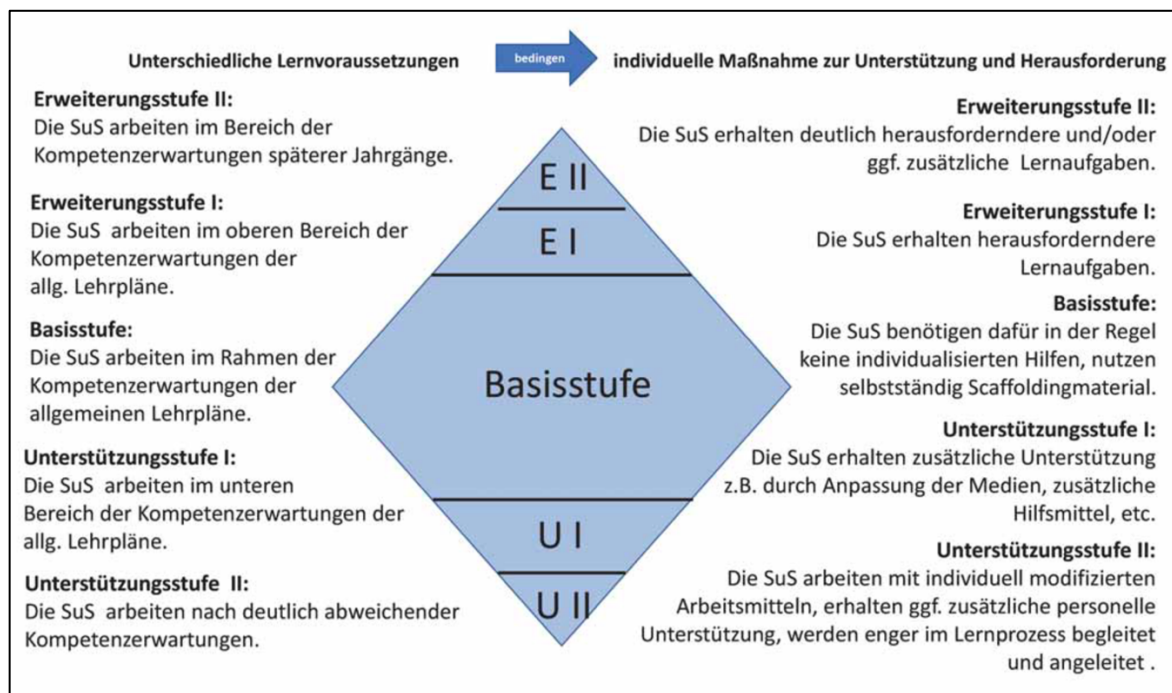 Unterschiedliche Lernvoraussetzungen
bedingen
individuelle Maßnahme zur Unterstützung und Herausforderung
Erweiterungsstufe II:
Die SuS arbeiten im Bereich der
Kompetenzerwartungen späterer Jahrgänge.
Erweiterungsstufe I:
Die SuS arbeiten im oberen Bereich der
Kompetenzerwartungen der
allg. Lehrpläne.
Basisstufe:
Die SuS arbeiten im Rahmen der
Kompetenzerwartungen der
allgemeinen Lehrpläne.
Unterstützungsstufe I:
Die SuS arbeiten im unteren
Bereich der Kompetenzerwartungen der
allg. Lehrpläne.
Unterstützungsstufe II:
Die SuS arbeiten nach deutlich abweichender
Kompetenzerwartungen.
E II
E I
Basisstufe
U I
U II
Erweiterungsstufe II:
Die SuS erhalten deutlich herausforderndere und/oder
ggf. zusätzliche Lernaufgaben.
Erweiterungsstufe I:
Die SuS erhalten herausforderndere
Lernaufgaben.
Basisstufe:
Die SuS benötigen dafür in der Regel
keine individualisierten Hilfen, nutzen
selbstständig Scaffoldingmaterial.
Unterstützungsstufe I:
Die SuS erhalten zusätzliche Unterstützung
z.B. durch Anpassung der Medien, zusätzliche
Hilfsmittel, etc.
Unterstützungsstufe II:
Die SuS arbeiten mit individuell modifizierten
Arbeitsmitteln, erhalten ggf. zusätzliche personelle
Unterstützung, werden enger im Lernprozess begleitet
und angeleitet .